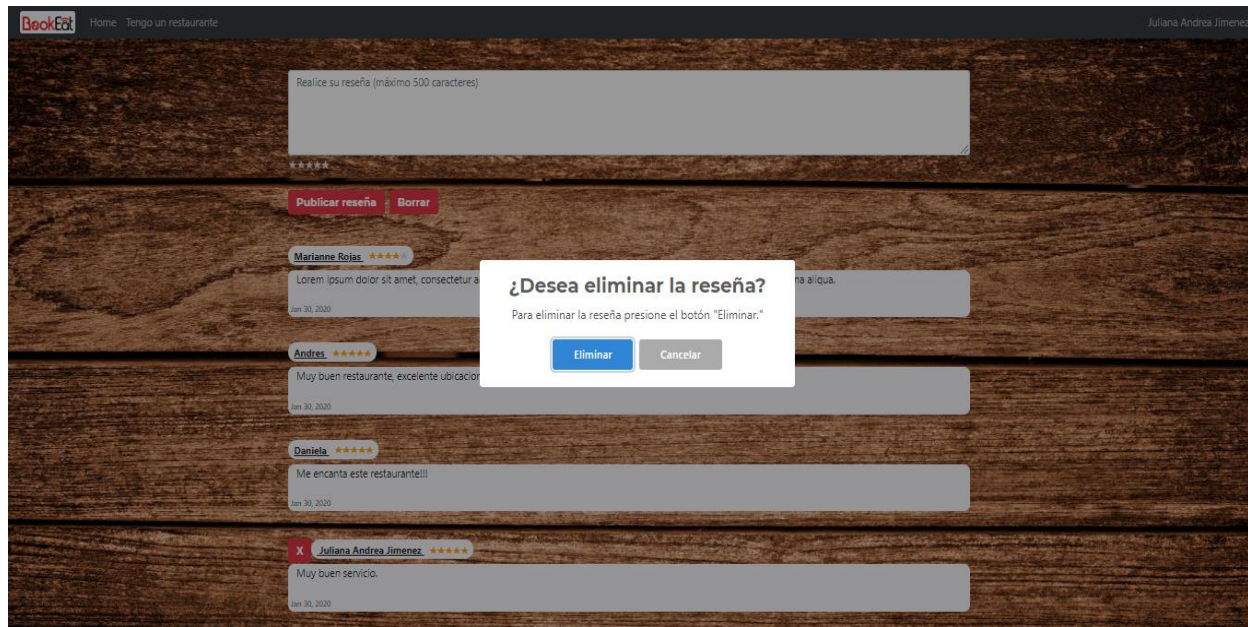 BookEat Home Tengo un restaurante Juliana Andrea Jimenez
Realice su reseña (máximo 500 caracteres)
Publicar reseña Borrar
Marianne Rojas
Lorem ipsum dolor sit amet, consectetur a
na aliqua.
Jan 30, 2020
¿Desea eliminar la reseña?
Para eliminar la reseña presione el botón "Eliminar."
Eliminar Cancelar
Andres
Muy buen restaurante, excelente ubicacion
Jan 30, 2020
Daniela
Me encanta este restaurante!!!
Jan 30, 2020
X Juliana Andrea Jimenez
Muy buen servicio.
Jan 30, 2020